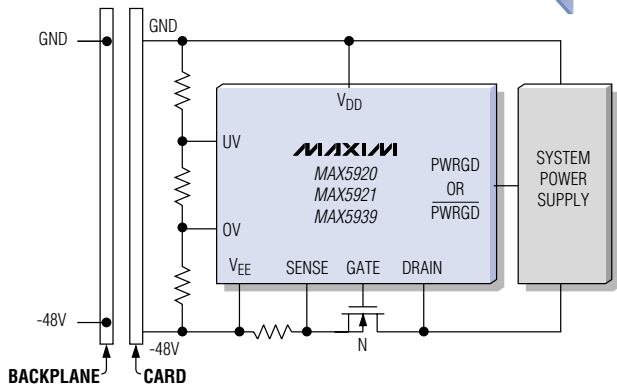 GND
GND
VDD
UV
MAXIM
MAX5920
MAX5921
MAX5939
PWRGD
OR
PWRGD
SYSTEM
POWER
SUPPLY
OV
VEE
SENSE
GATE
DRAIN
-48V
-48V
N
BACKPLANE
CARD